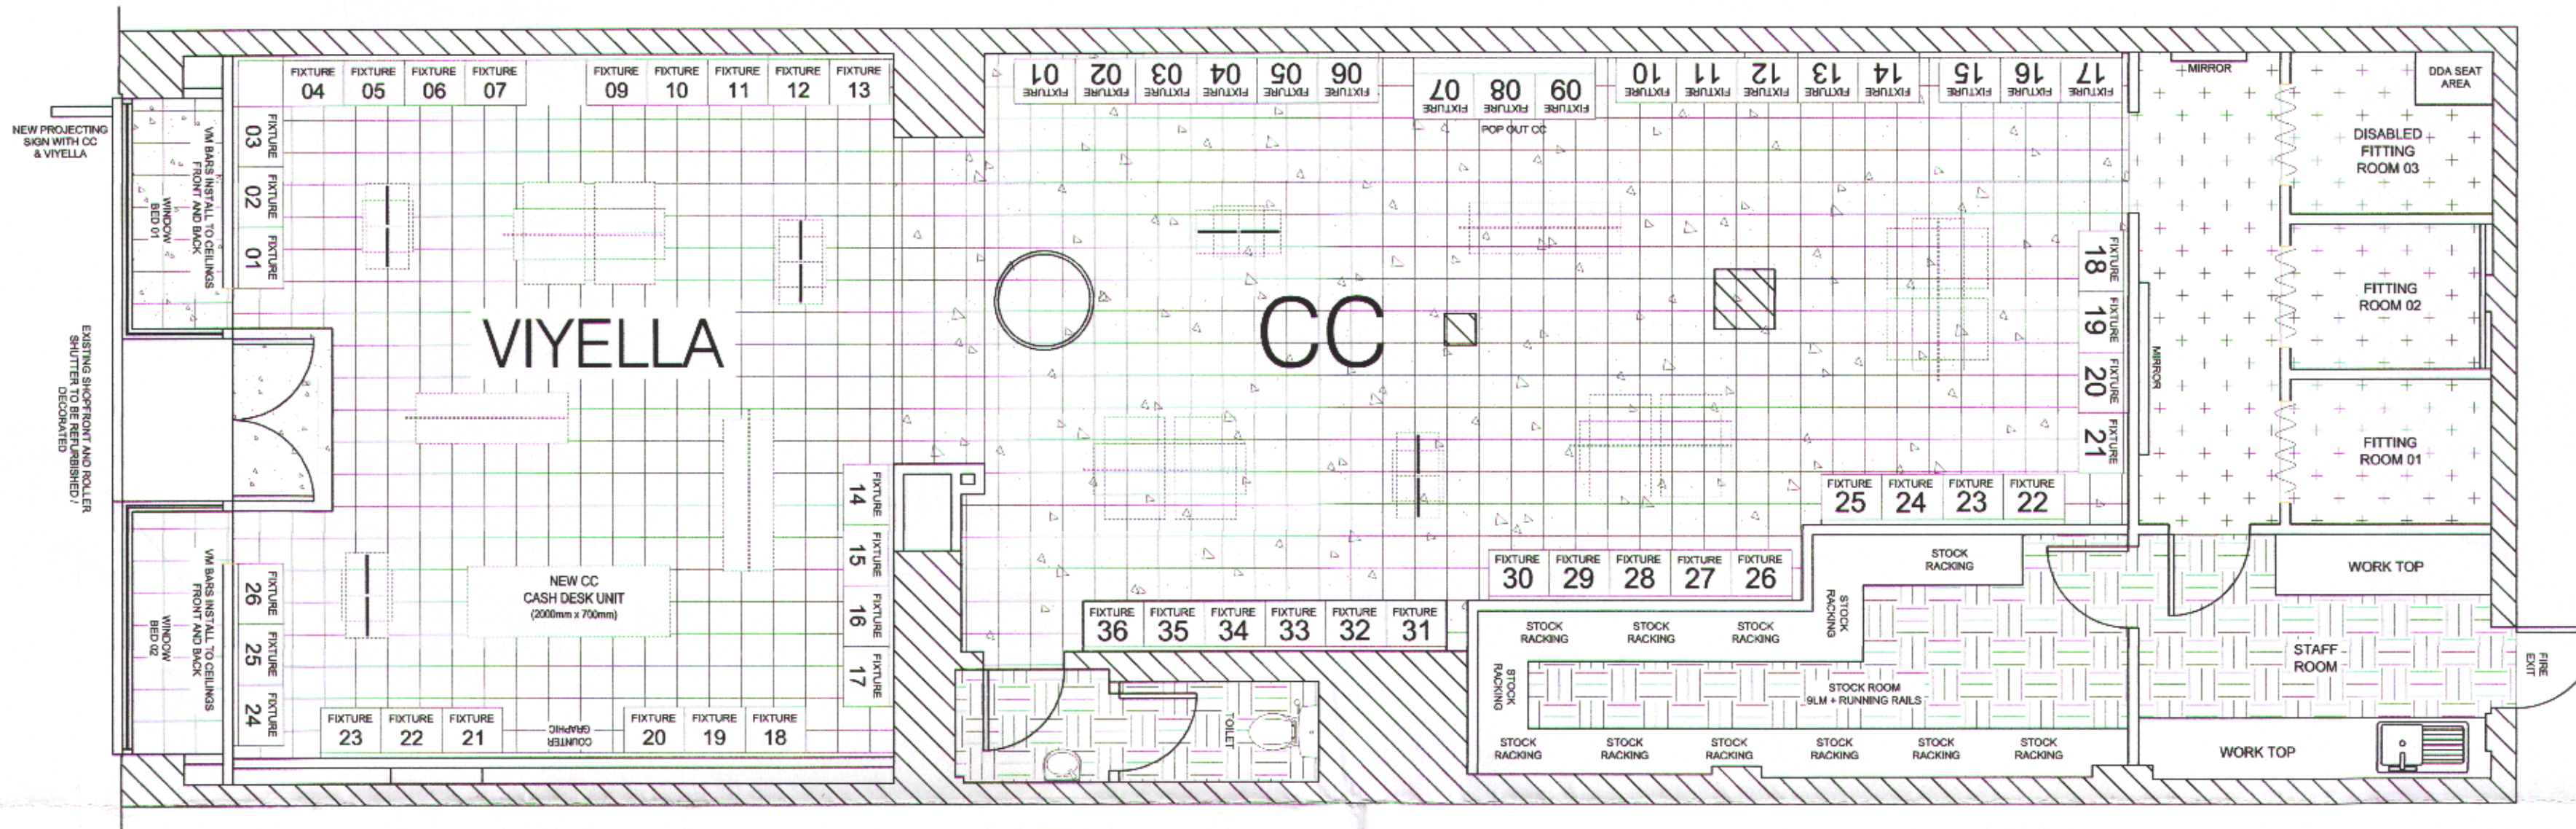 NEW PROJECTING
SIGN WITH CC
& VIYELLA
EXISTING SHOPFRONT AND ROLLER
SHUTTER TO BE REFURBISHED /
DECORATED
VM BARS INSTALL TO CEILINGS
FRONT AND BACK
WINDOW
BED 01
VM BARS INSTALL TO CEILINGS
FRONT AND BACK
WINDOW
BED 02
FIXTURE
03
FIXTURE
02
FIXTURE
01
FIXTURE
04
FIXTURE
05
FIXTURE
06
FIXTURE
07
FIXTURE
09
FIXTURE
10
FIXTURE
11
FIXTURE
12
FIXTURE
13
VIYELLA
FIXTURE
14
FIXTURE
15
FIXTURE
16
FIXTURE
17
NEW CC
CASH DESK UNIT
(2000mm x 700mm)
FIXTURE
26
FIXTURE
25
FIXTURE
24
FIXTURE
23
FIXTURE
22
FIXTURE
21
COUNTER
GRAPHIC
FIXTURE
20
FIXTURE
19
FIXTURE
18
FIXTURE
01
FIXTURE
02
FIXTURE
03
FIXTURE
04
FIXTURE
05
FIXTURE
06
FIXTURE
07
FIXTURE
08
FIXTURE
09
POP OUT CC
FIXTURE
10
FIXTURE
11
FIXTURE
12
FIXTURE
13
FIXTURE
14
FIXTURE
15
FIXTURE
16
FIXTURE
17
CC
FIXTURE
18
FIXTURE
19
FIXTURE
20
FIXTURE
21
FIXTURE
25
FIXTURE
24
FIXTURE
23
FIXTURE
22
FIXTURE
30
FIXTURE
29
FIXTURE
28
FIXTURE
27
FIXTURE
26
FIXTURE
36
FIXTURE
35
FIXTURE
34
FIXTURE
33
FIXTURE
32
FIXTURE
31
TOILET
MIRROR
MIRROR
DDA SEAT
AREA
DISABLED
FITTING
ROOM 03
FITTING
ROOM 02
FITTING
ROOM 01
STOCK
RACKING
STOCK
RACKING
STOCK
RACKING
STOCK
RACKING
STOCK
RACKING
STOCK
RACKING
STOCK ROOM
9LM + RUNNING RAILS
STOCK
RACKING
STOCK
RACKING
STOCK
RACKING
STOCK
RACKING
STOCK
RACKING
STOCK
RACKING
WORK TOP
STAFF
ROOM
FIRE
EXIT
WORK TOP